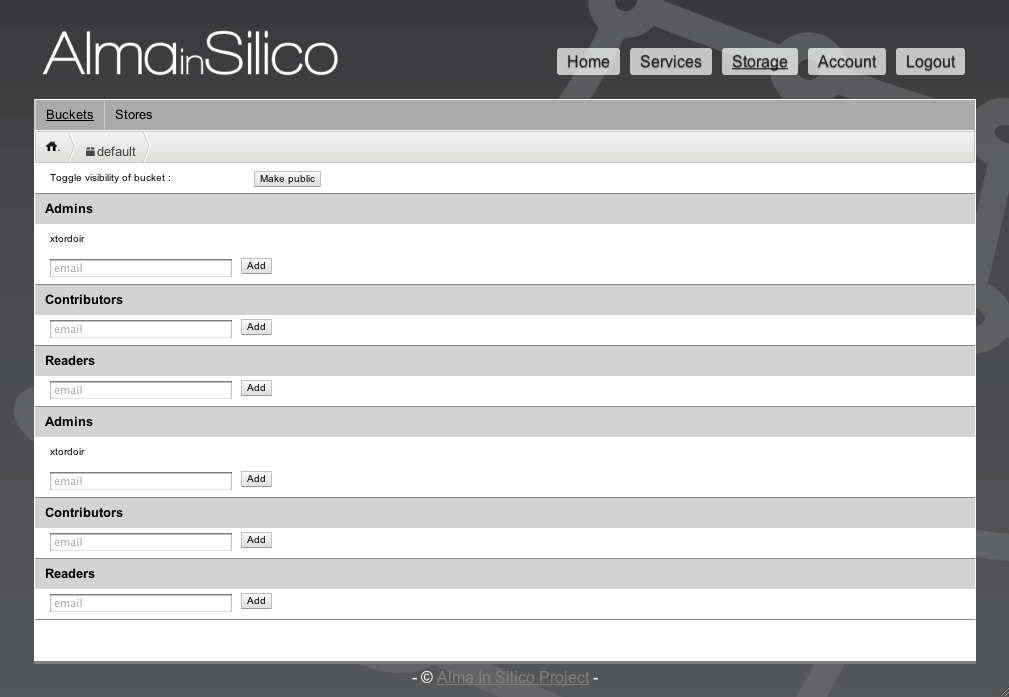 AlmainSilico
Home Services Storage Account Logout
Buckets Stores
. default
Toggle visibility of bucket : Make public
Admins
xtordoir
email Add
Contributors
email Add
Readers
email Add
Admins
xtordoir
email Add
Contributors
email Add
Readers
email Add
- © Alma In Silico Project -